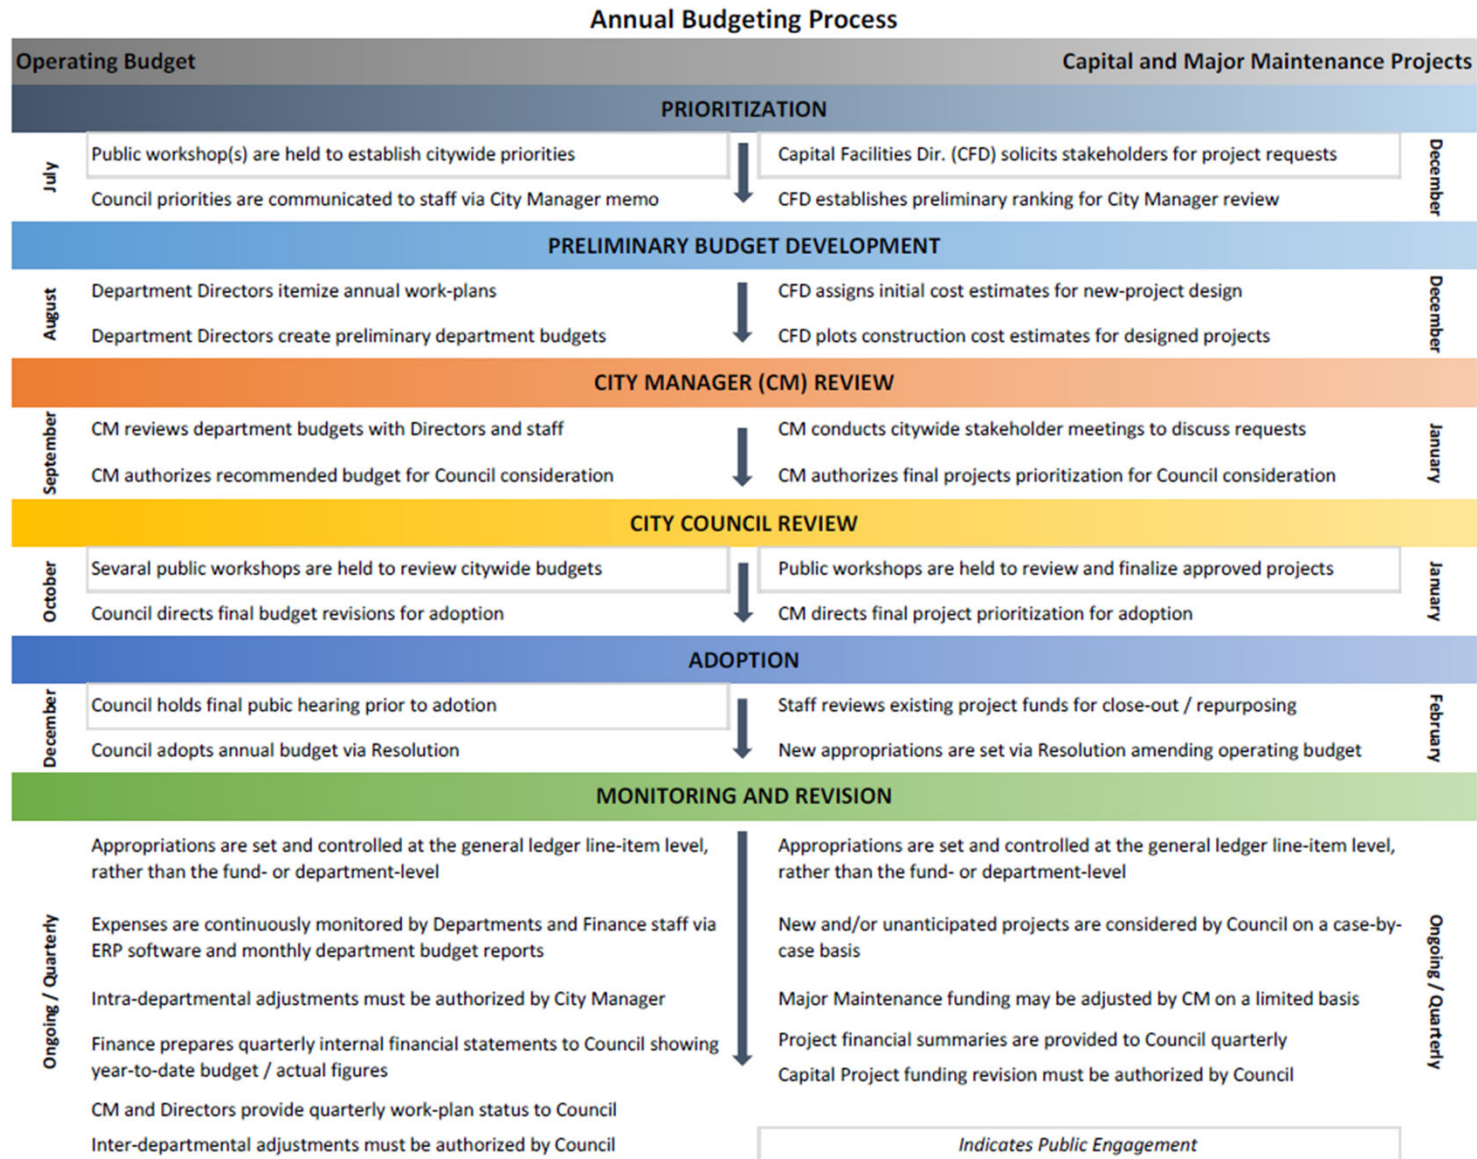 Annual Budgeting Process
Operating Budget
Capital and Major Maintenance Projects
PRIORITIZATION
July
Public workshop(s) are held to establish citywide priorities
Council priorities are communicated to staff via City Manager memo
Capital Facilities Dir. (CFD) solicits stakeholders for project requests
CFD establishes preliminary ranking for City Manager review
December
PRELIMINARY BUDGET DEVELOPMENT
August
Department Directors itemize annual work-plans
Department Directors create preliminary department budgets
CFD assigns initial cost estimates for new-project design
CFD plots construction cost estimates for designed projects
December
CITY MANAGER (CM) REVIEW
September
CM reviews department budgets with Directors and staff
CM authorizes recommended budget for Council consideration
CM conducts citywide stakeholder meetings to discuss requests
CM authorizes final projects prioritization for Council consideration
January
CITY COUNCIL REVIEW
October
Sevaral public workshops are held to review citywide budgets
Council directs final budget revisions for adoption
Public workshops are held to review and finalize approved projects
CM directs final project prioritization for adoption
January
ADOPTION
December
Council holds final pubic hearing prior to adotion
Council adopts annual budget via Resolution
Staff reviews existing project funds for close-out / repurposing
New appropriations are set via Resolution amending operating budget
February
MONITORING AND REVISION
Ongoing / Quarterly
Appropriations are set and controlled at the general ledger line-item level,
rather than the fund- or department-level
Expenses are continuously monitored by Departments and Finance staff via
ERP software and monthly department budget reports
Intra-departmental adjustments must be authorized by City Manager
Finance prepares quarterly internal financial statements to Council showing
year-to-date budget / actual figures
CM and Directors provide quarterly work-plan status to Council
Inter-departmental adjustments must be authorized by Council
Appropriations are set and controlled at the general ledger line-item level,
rather than the fund- or department-level
New and/or unanticipated projects are considered by Council on a case-by-
case basis
Major Maintenance funding may be adjusted by CM on a limited basis
Project financial summaries are provided to Council quarterly
Capital Project funding revision must be authorized by Council
Ongoing / Quarterly
Indicates Public Engagement